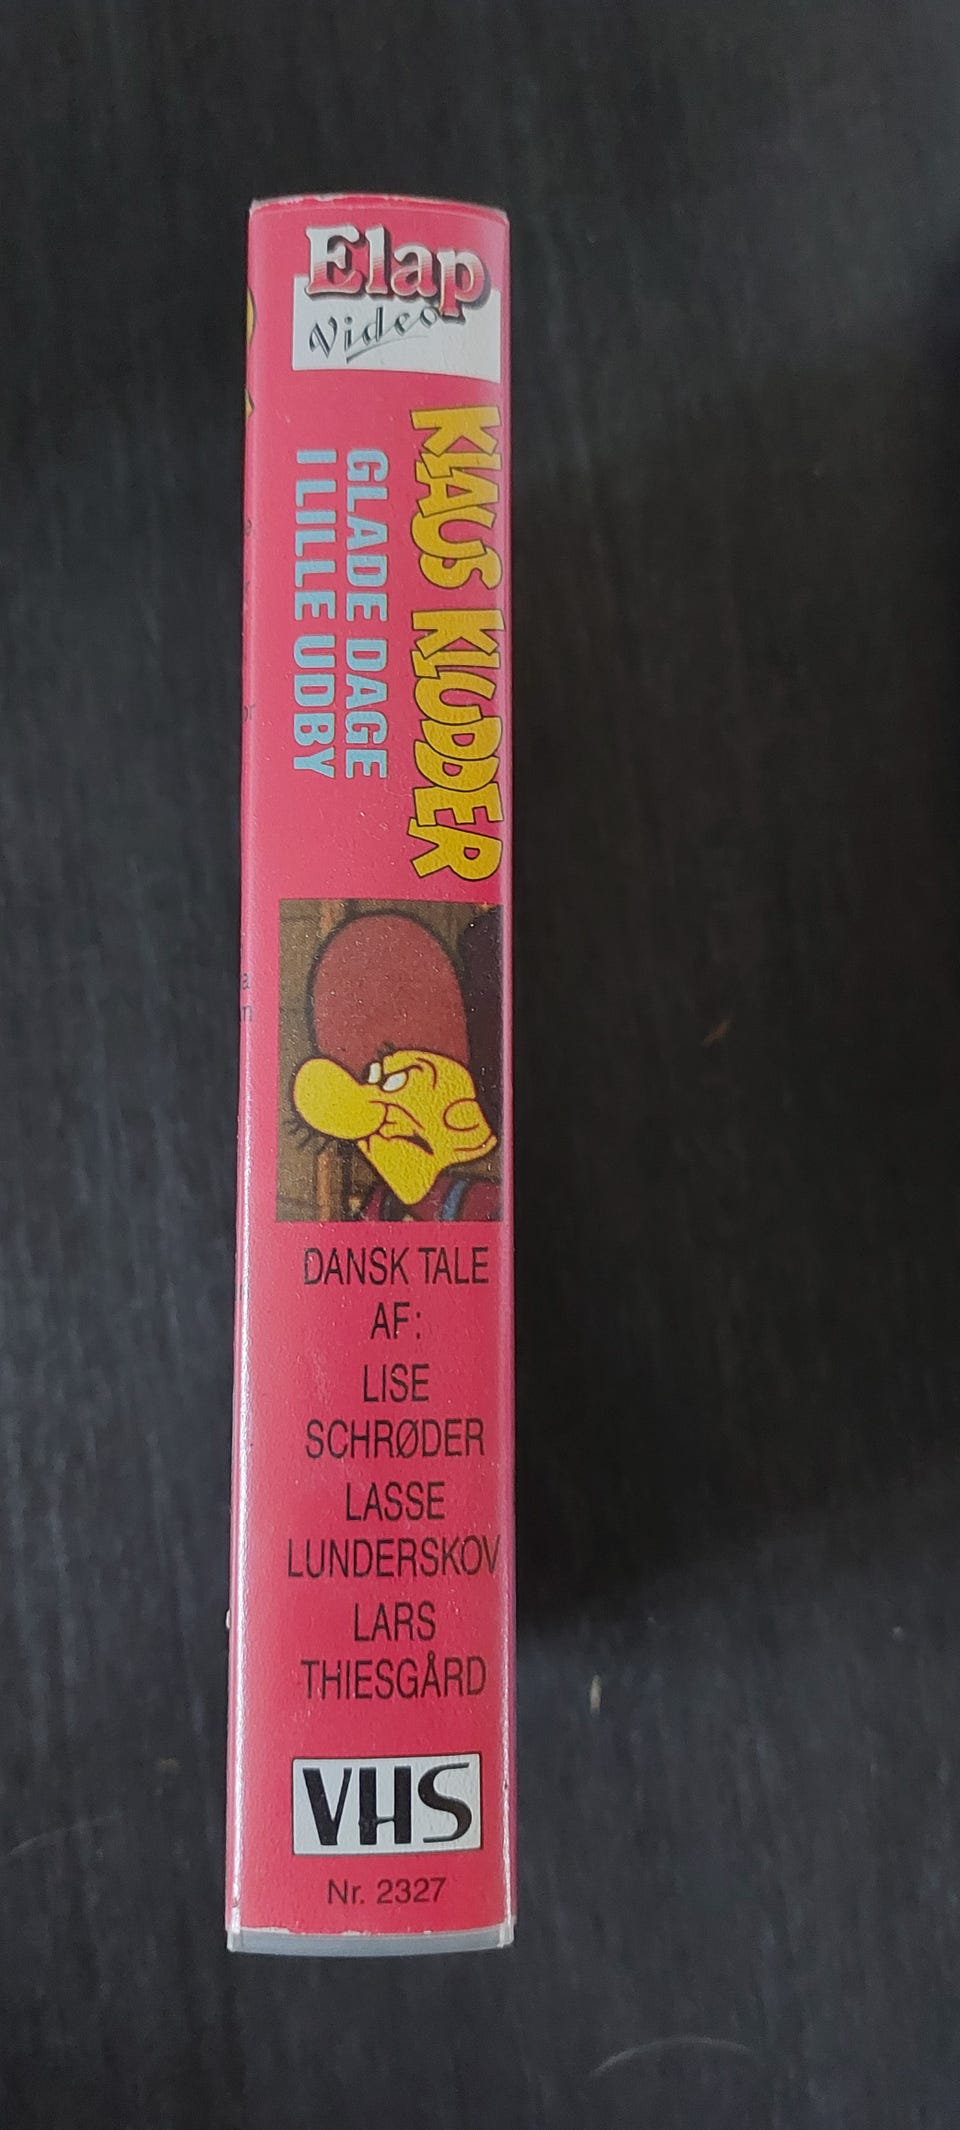 Elap
Video
KLAUS KLUDDER
GLADE DAGE
I LILLE UDBY
DANSK TALE
AF:
LISE
SCHRØDER
LASSE
LUNDERSKOV
LARS
THIESGÅRD
VHS
Nr. 2327